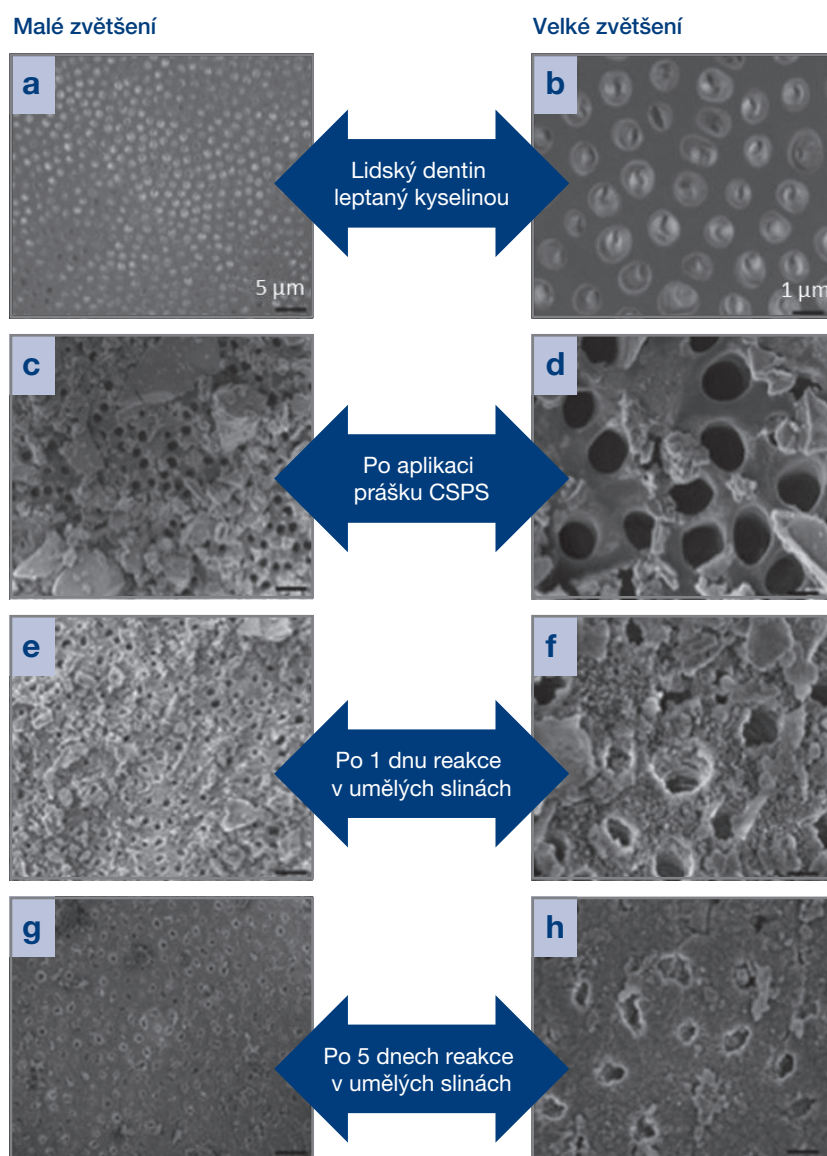 Malé zvětšení
Velké zvětšení
a
b
Lidský dentin
leptaný kyselinou
5 µm
1 µm
c
d
Po aplikaci
prášku CSPS
e
f
Po 1 dnu reakce
v umělých slinách
g
h
Po 5 dnech reakce
v umělých slinách